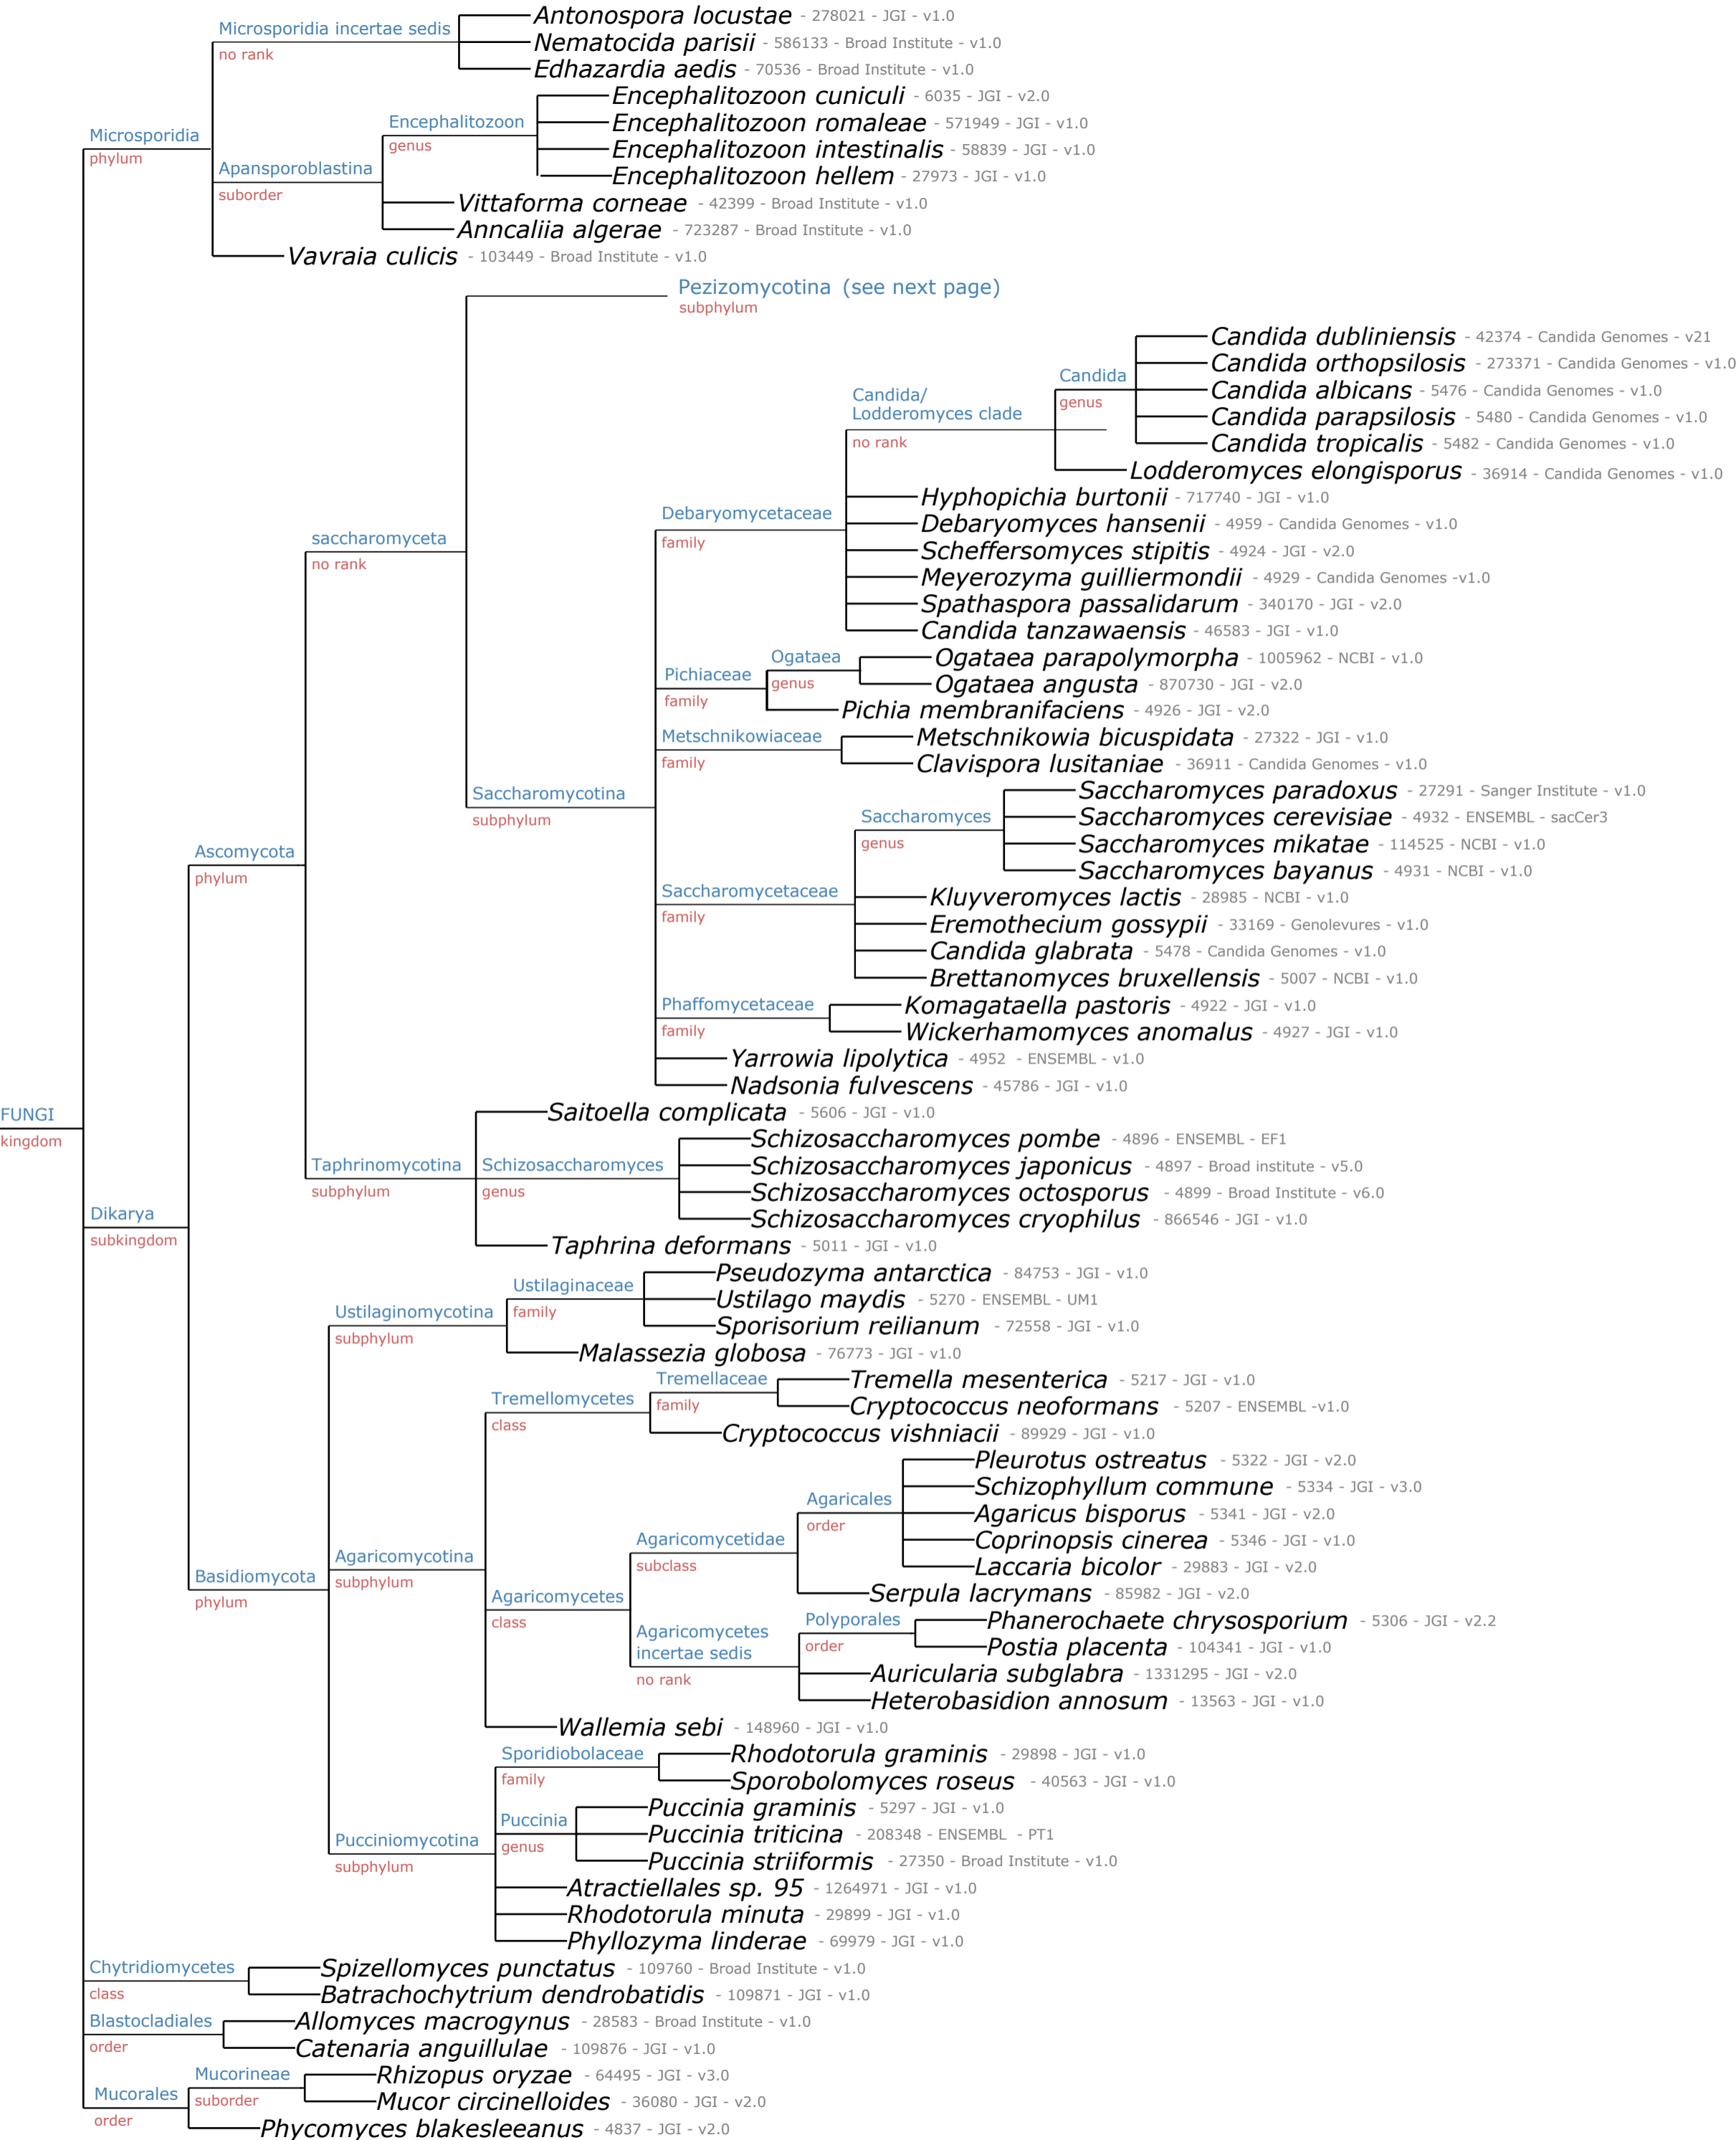 Antonospora locustae - 278021 - JGI - v1.0
Microsporidia incertae sedis
no rank
Nematocida parisii - 586133 - Broad Institute - v1.0
Edhazardia aedis - 70536 - Broad Institute - v1.0
Encephalitozoon cuniculi - 6035 - JGI - v2.0
Encephalitozoon
genus
Encephalitozoon romaleae - 571949 - JGI - v1.0
Microsporidia
phylum
Encephalitozoon intestinalis - 58839 - JGI - v1.0
Apansporoblastina
suborder
Encephalitozoon hellem - 27973 - JGI - v1.0
Vittaforma corneae - 42399 - Broad Institute - v1.0
Anncaliia algerae - 723287 - Broad Institute - v1.0
Vavraia culicis - 103449 - Broad Institute - v1.0
Pezizomycotina (see next page)
subphylum
Candida dubliniensis - 42374 - Candida Genomes - v21
Candida orthopsilosis - 273371 - Candida Genomes - v1.0
Candida
genus
Candida albicans - 5476 - Candida Genomes - v1.0
Candida/
Lodderomyces clade
no rank
Candida parapsilosis - 5480 - Candida Genomes - v1.0
Candida tropicalis - 5482 - Candida Genomes - v1.0
Lodderomyces elongisporus - 36914 - Candida Genomes - v1.0
Hyphopichia burtonii - 717740 - JGI - v1.0
Debaryomycetaceae
family
Debaryomyces hansenii - 4959 - Candida Genomes - v1.0
saccharomyceta
no rank
Scheffersomyces stipitis - 4924 - JGI - v2.0
Meyerozyma guilliermondii - 4929 - Candida Genomes -v1.0
Spathaspora passalidarum - 340170 - JGI - v2.0
Candida tanzawaensis - 46583 - JGI - v1.0
Ogataea
genus
Ogataea parapolymorpha - 1005962 - NCBI - v1.0
Pichiaceae
family
Ogataea angusta - 870730 - JGI - v2.0
Pichia membranifaciens - 4926 - JGI - v2.0
Metschnikowiaceae
family
Metschnikowia bicuspidata - 27322 - JGI - v1.0
Clavispora lusitaniae - 36911 - Candida Genomes - v1.0
Saccharomycotina
subphylum
Saccharomyces paradoxus - 27291 - Sanger Institute - v1.0
Saccharomyces
genus
Saccharomyces cerevisiae - 4932 - ENSEMBL - sacCer3
Saccharomyces mikatae - 114525 - NCBI - v1.0
Ascomycota
phylum
Saccharomyces bayanus - 4931 - NCBI - v1.0
Saccharomycetaceae
family
Kluyveromyces lactis - 28985 - NCBI - v1.0
Eremothecium gossypii - 33169 - Genolevures - v1.0
Candida glabrata - 5478 - Candida Genomes - v1.0
Brettanomyces bruxellensis - 5007 - NCBI - v1.0
Phaffomycetaceae
family
Komagataella pastoris - 4922 - JGI - v1.0
Wickerhamomyces anomalus - 4927 - JGI - v1.0
Yarrowia lipolytica - 4952 - ENSEMBL - v1.0
Nadsonia fulvescens - 45786 - JGI - v1.0
FUNGI
kingdom
Saitoella complicata - 5606 - JGI - v1.0
Schizosaccharomyces pombe - 4896 - ENSEMBL - EF1
Taphrinomycotina
subphylum
Schizosaccharomyces
genus
Schizosaccharomyces japonicus - 4897 - Broad institute - v5.0
Schizosaccharomyces octosporus - 4899 - Broad Institute - v6.0
Dikarya
subkingdom
Schizosaccharomyces cryophilus - 866546 - JGI - v1.0
Taphrina deformans - 5011 - JGI - v1.0
Pseudozyma antarctica - 84753 - JGI - v1.0
Ustilaginaceae
family
Ustilago maydis - 5270 - ENSEMBL - UM1
Ustilaginomycotina
subphylum
Sporisorium reilianum - 72558 - JGI - v1.0
Malassezia globosa - 76773 - JGI - v1.0
Tremellaceae
family
Tremella mesenterica - 5217 - JGI - v1.0
Tremellomycetes
class
Cryptococcus neoformans - 5207 - ENSEMBL -v1.0
Cryptococcus vishniacii - 89929 - JGI - v1.0
Pleurotus ostreatus - 5322 - JGI - v2.0
Schizophyllum commune - 5334 - JGI - v3.0
Agaricales
order
Agaricus bisporus - 5341 - JGI - v2.0
Agaricomycetidae
subclass
Coprinopsis cinerea - 5346 - JGI - v1.0
Agaricomycotina
subphylum
Laccaria bicolor - 29883 - JGI - v2.0
Basidiomycota
phylum
Agaricomycetes
class
Serpula lacrymans - 85982 - JGI - v2.0
Polyporales
order
Phanerochaete chrysosporium - 5306 - JGI - v2.2
Agaricomycetes
incertae sedis
no rank
Postia placenta - 104341 - JGI - v1.0
Auricularia subglabra - 1331295 - JGI - v2.0
Heterobasidion annosum - 13563 - JGI - v1.0
Wallemia sebi - 148960 - JGI - v1.0
Sporidiobolaceae
family
Rhodotorula graminis - 29898 - JGI - v1.0
Sporobolomyces roseus - 40563 - JGI - v1.0
Puccinia graminis - 5297 - JGI - v1.0
Puccinia
genus
Puccinia triticina - 208348 - ENSEMBL - PT1
Pucciniomycotina
subphylum
Puccinia striiformis - 27350 - Broad Institute - v1.0
Atractiellales sp. 95 - 1264971 - JGI - v1.0
Rhodotorula minuta - 29899 - JGI - v1.0
Phyllozyma linderae - 69979 - JGI - v1.0
Chytridiomycetes
class
Spizellomyces punctatus - 109760 - Broad Institute - v1.0
Batrachochytrium dendrobatidis - 109871 - JGI - v1.0
Blastocladiales
order
Allomyces macrogynus - 28583 - Broad Institute - v1.0
Catenaria anguillulae - 109876 - JGI - v1.0
Mucorineae
suborder
Rhizopus oryzae - 64495 - JGI - v3.0
Mucorales
order
Mucor circinelloides - 36080 - JGI - v2.0
Phycomyces blakesleeanus - 4837 - JGI - v2.0